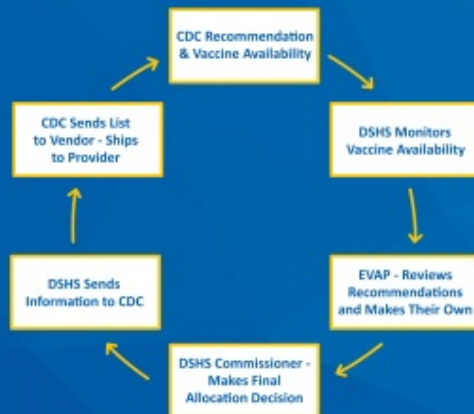 CDC Recommendation
& Vaccine Availability
DSHS Monitors
Vaccine Availability
EVAP - Reviews
Recommendations
and Makes Their Own
DSHS Commissioner -
Makes Final
Allocation Decision
DSHS Sends
Information to CDC
CDC Sends List
to Vendor - Ships
to Provider